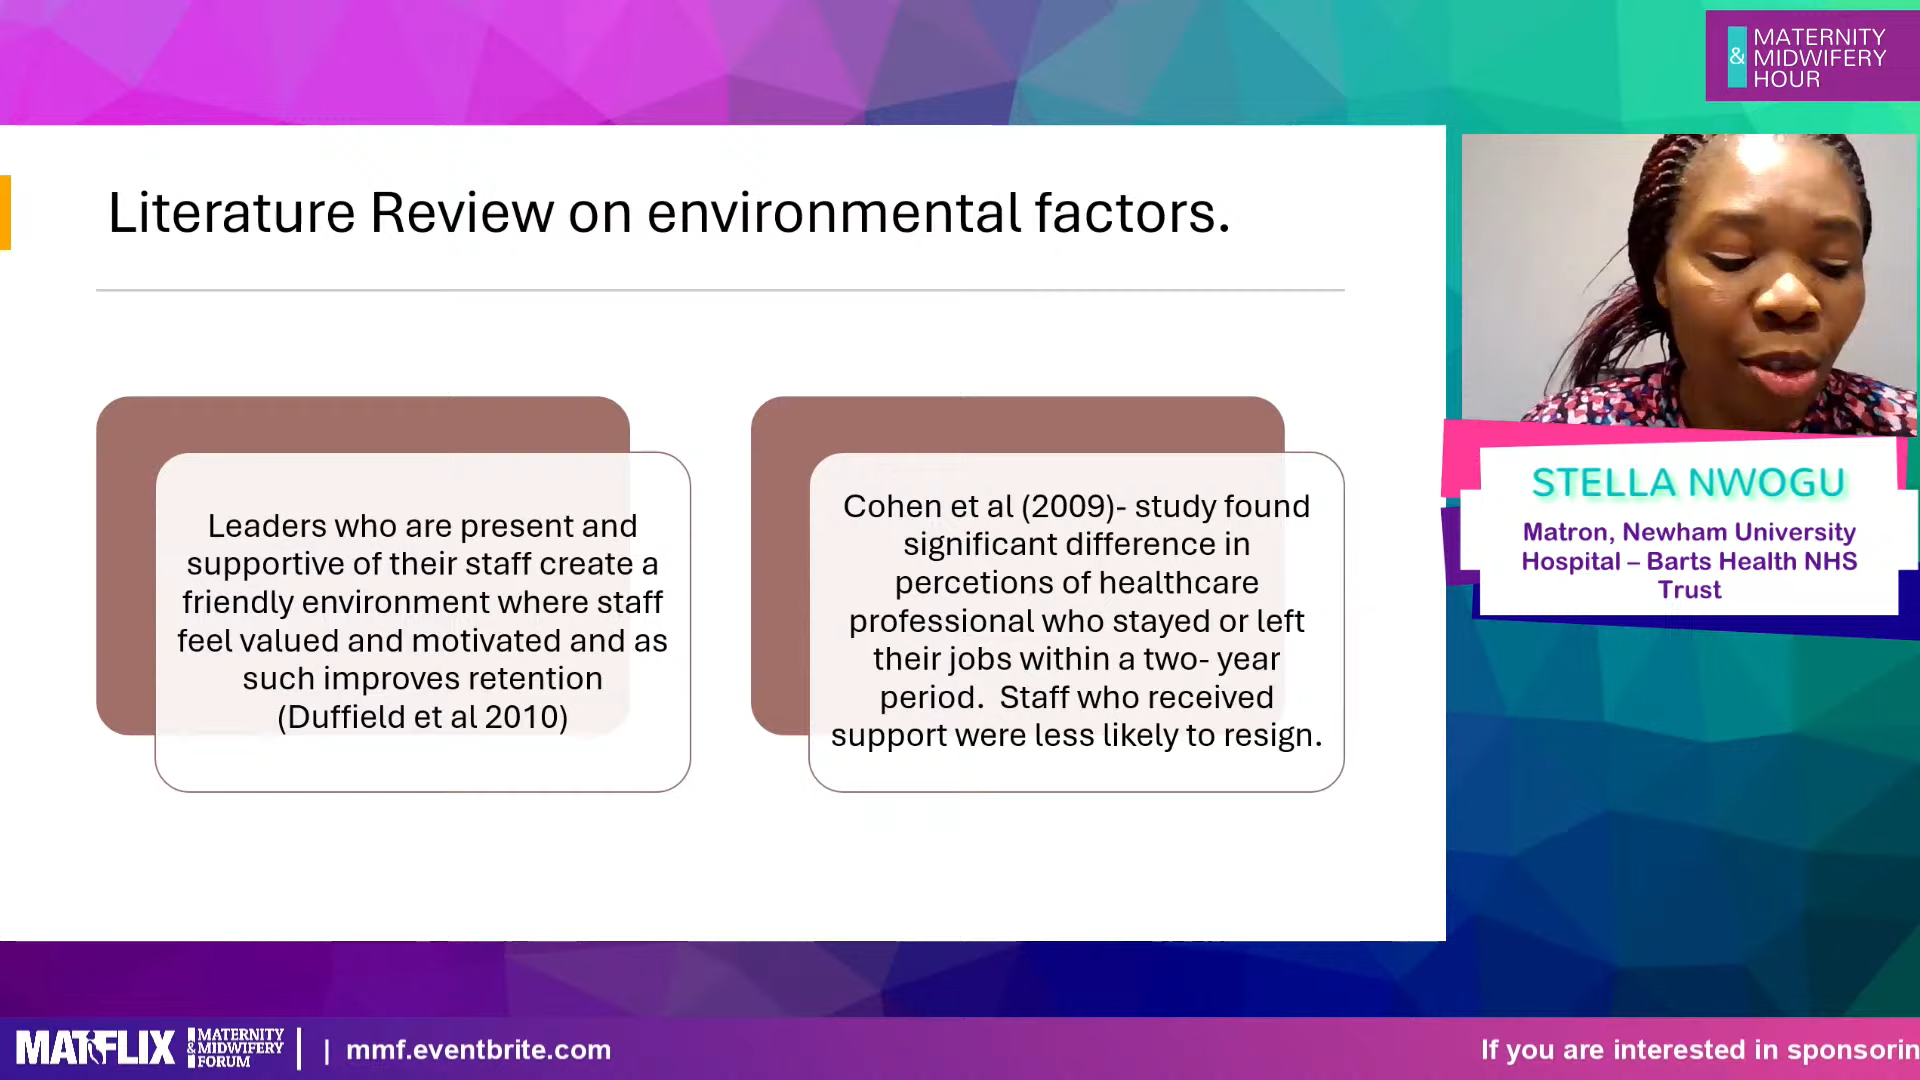 &
MATERNITY
MIDWIFERY
HOUR
Literature Review on environmental factors.
Leaders who are present and
supportive of their staff create a
friendly environment where staff
feel valued and motivated and as
such improves retention
(Duffield et al 2010)
Cohen et al (2009)- study found
significant difference in
percetions of healthcare
professional who stayed or left
their jobs within a two- year
period.  Staff who received
support were less likely to resign.
STELLA NWOGU
Matron, Newham University
Hospital – Barts Health NHS
Trust
MATFLIX
MATERNITY
&MIDWIFERY
FORUM
| mmf.eventbrite.com
If you are interested in sponsorin